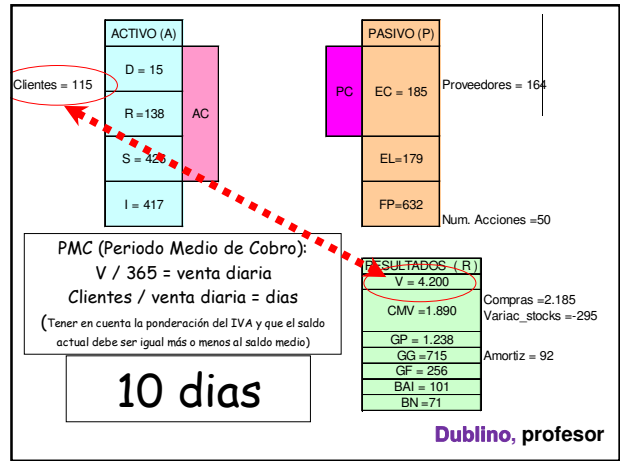 ACTIVO (A)
D = 15
R =138
S = 426
I = 417
AC
Clientes = 115
PASIVO (P)
PC
EC = 185
EL=179
FP=632
Proveedores = 164
Num. Acciones =50
PMC (Periodo Medio de Cobro):
V / 365 = venta diaria
Clientes / venta diaria = dias
(Tener en cuenta la ponderación del IVA y que el saldo
actual debe ser igual más o menos al saldo medio)
10 dias
RESULTADOS ( R )
V = 4.200
CMV =1.890
GP = 1.238
GG =715
GF = 256
BAI = 101
BN =71
Compras =2.185
Variac_stocks =-295
Amortiz = 92
Dublino, profesor